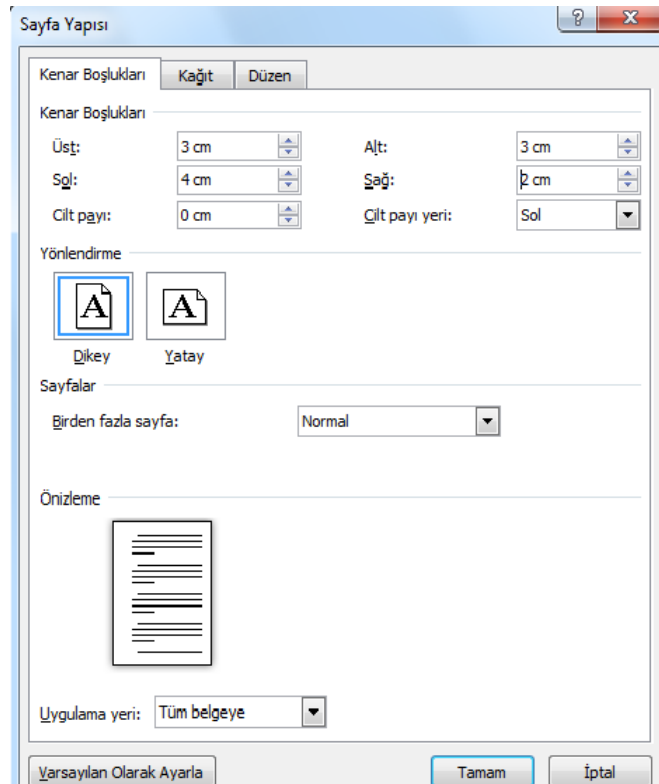 Sayfa Yapısı
Kenar Boşlukları Kağıt Düzen
Kenar Boşlukları
Üst: 3 cm Alt: 3 cm
Sol: 4 cm Sağ: 2 cm
Cilt payı: 0 cm Cilt payı yeri: Sol
Yönlendirme
A A
Dikey Yatay
Sayfalar
Birden fazla sayfa: Normal
Önizleme
Uygulama yeri: Tüm belgeye
Varsayılan Olarak Ayarla Tamam İptal